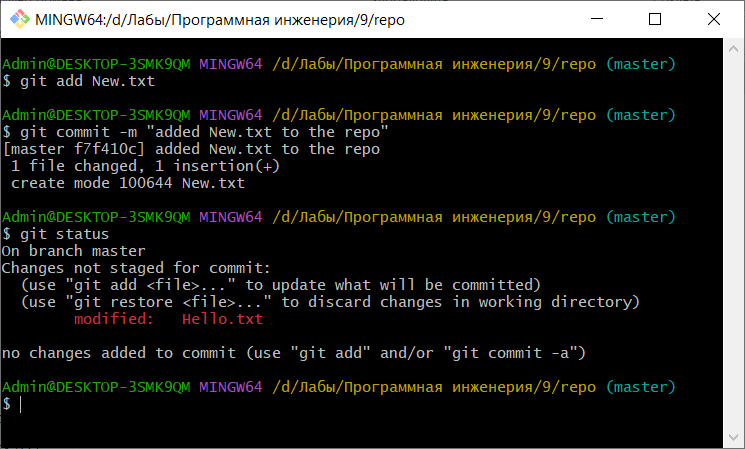 MINGW64:/d/Лабы/Программная инженерия/9/repo
Admin@DESKTOP-3SMK9QM MINGW64 /d/Лабы/Программная инженерия/9/repo (master)
$ git add New.txt
Admin@DESKTOP-3SMK9QM MINGW64 /d/Лабы/Программная инженерия/9/repo (master)
$ git commit -m "added New.txt to the repo"
[master f7f410c] added New.txt to the repo
 1 file changed, 1 insertion(+)
 create mode 100644 New.txt
Admin@DESKTOP-3SMK9QM MINGW64 /d/Лабы/Программная инженерия/9/repo (master)
$ git status
On branch master
Changes not staged for commit:
  (use "git add <file>..." to update what will be committed)
  (use "git restore <file>..." to discard changes in working directory)
        modified:   Hello.txt
no changes added to commit (use "git add" and/or "git commit -a")
Admin@DESKTOP-3SMK9QM MINGW64 /d/Лабы/Программная инженерия/9/repo (master)
$